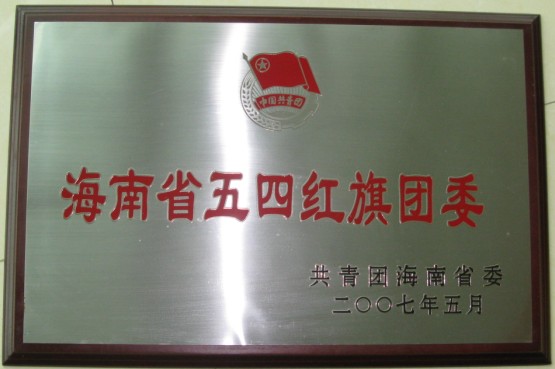 中国共青团
海南省五四红旗团委
共青团海南省委
二〇〇七年五月